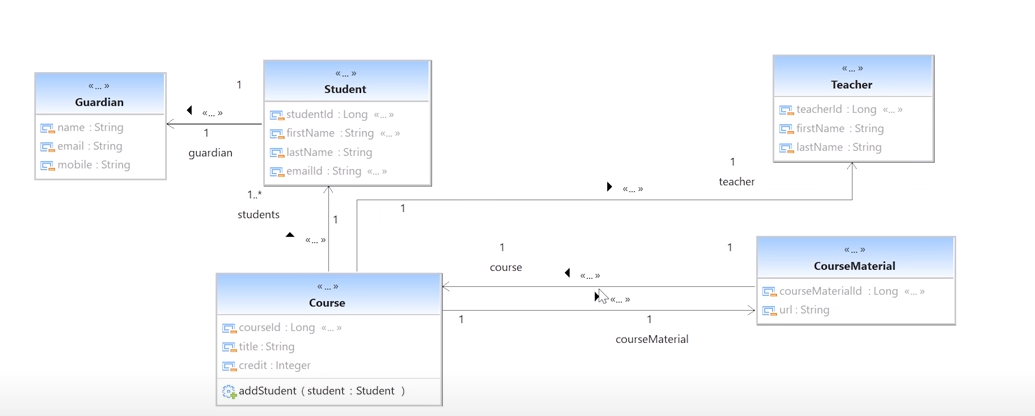 «... »
Guardian
name : String
email : String
mobile : String
1
«... »
1
guardian
«... »
Student
studentId : Long «... »
firstName : String «... »
lastName : String
emailId : String «... »
«... »
Teacher
teacherId : Long «... »
firstName : String
lastName : String
1
teacher
«... »
1
1..*
students
1
«... »
«... »
Course
courseId : Long «... »
title : String
credit : Integer
addStudent ( student : Student )
1
course
«... »
1
«... »
1
1
courseMaterial
«... »
CourseMaterial
courseMaterialId : Long «... »
url : String